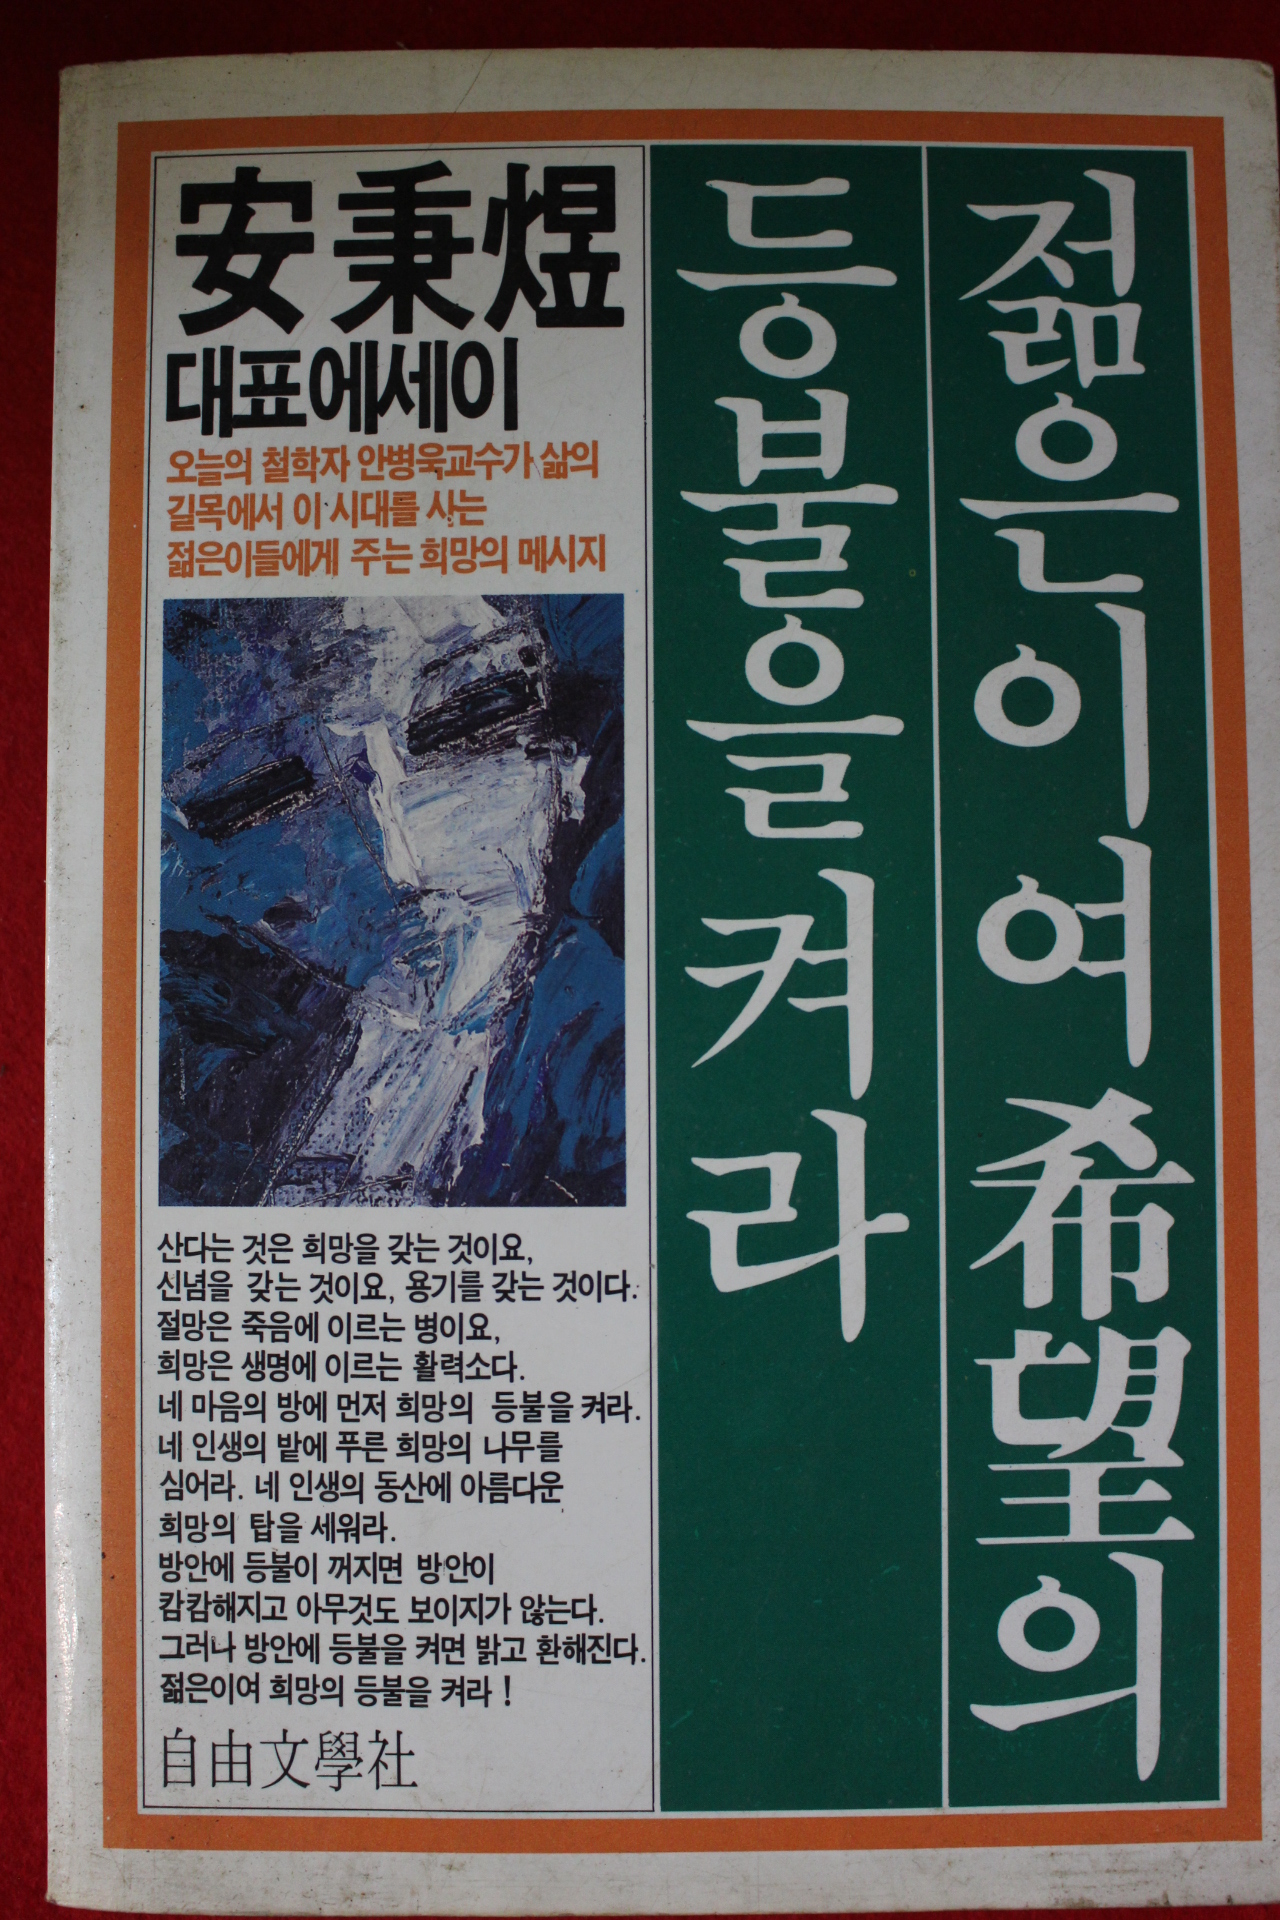 젊은이여 希望의
등불을 켜라
安秉煜
대표에세이
오늘의 철학자 안병욱교수가 삶의
길목에서 이 시대를 사는
젊은이들에게 주는 희망의 메시지
산다는 것은 희망을 갖는 것이요,
신념을 갖는 것이요, 용기를 갖는 것이다.
절망은 죽음에 이르는 병이요,
희망은 생명에 이르는 활력소다.
네 마음의 방에 먼저 희망의 등불을 켜라.
네 인생의 밭에 푸른 희망의 나무를
심어라. 네 인생의 동산에 아름다운
희망의 탑을 세워라.
방안에 등불이 꺼지면 방안이
캄캄해지고 아무것도 보이지가 않는다.
그러나 방안에 등불을 켜면 밝고 환해진다.
젊은이여 희망의 등불을 켜라!
自由文學社